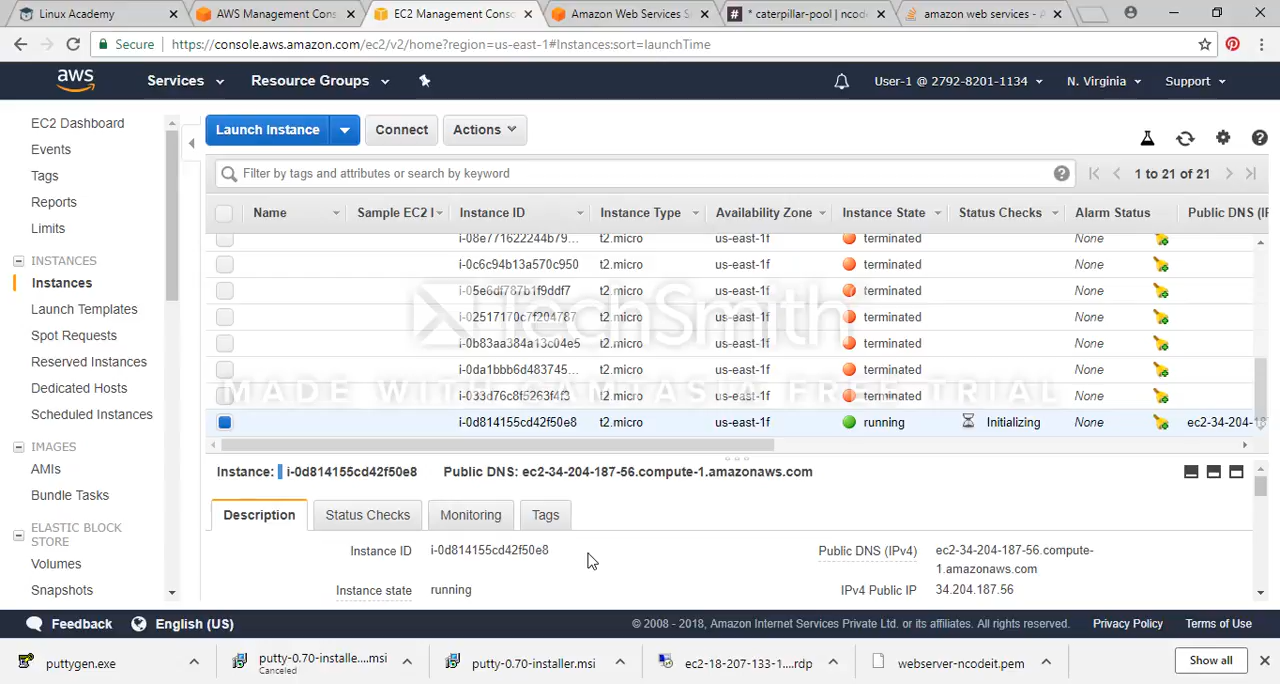 Linux Academy
AWS Management Cons
EC2 Management Cons
Amazon Web Services S
* caterpillar-pool | ncode
amazon web services - A
Secure
https://console.aws.amazon.com/ec2/v2/home?region=us-east-1#Instances:sort=launchTime
aws
Services
Resource Groups
User-1 @ 2792-8201-1134
N. Virginia
Support
EC2 Dashboard
Events
Tags
Reports
Limits
INSTANCES
Instances
Launch Templates
Spot Requests
Reserved Instances
Dedicated Hosts
Scheduled Instances
IMAGES
AMIs
Bundle Tasks
ELASTIC BLOCK
STORE
Volumes
Snapshots
Launch Instance
Connect
Actions
Filter by tags and attributes or search by keyword
1 to 21 of 21
Name Sample EC2 I Instance ID Instance Type Availability Zone Instance State Status Checks Alarm Status Public DNS (IP
i-08e771622244b79... t2.micro us-east-1f terminated None
i-0c6c94b13a570c950 t2.micro us-east-1f terminated None
i-05e6df787b1f9ddf7 t2.micro us-east-1f terminated None
i-02517170c7f204787 t2.micro us-east-1f terminated None
i-0b83aa384a13c04e5 t2.micro us-east-1f terminated None
i-0da1bbb6d483745... t2.micro us-east-1f terminated None
i-033d76c8f5263f4f3 t2.micro us-east-1f terminated None
i-0d814155cd42f50e8 t2.micro us-east-1f running Initializing None ec2-34-204-187
TechSmith
MADE WITH CAMTASIA FREE TRIAL
Instance: i-0d814155cd42f50e8 Public DNS: ec2-34-204-187-56.compute-1.amazonaws.com
Description
Status Checks
Monitoring
Tags
Instance ID i-0d814155cd42f50e8
Instance state running
Public DNS (IPv4) ec2-34-204-187-56.compute-
1.amazonaws.com
IPv4 Public IP 34.204.187.56
Feedback
English (US)
© 2008 - 2018, Amazon Internet Services Private Ltd. or its affiliates. All rights reserved.
Privacy Policy
Terms of Use
puttygen.exe
putty-0.70-installe....msi
Canceled
putty-0.70-installer.msi
ec2-18-207-133-1....rdp
webserver-ncodeit.pem
Show all